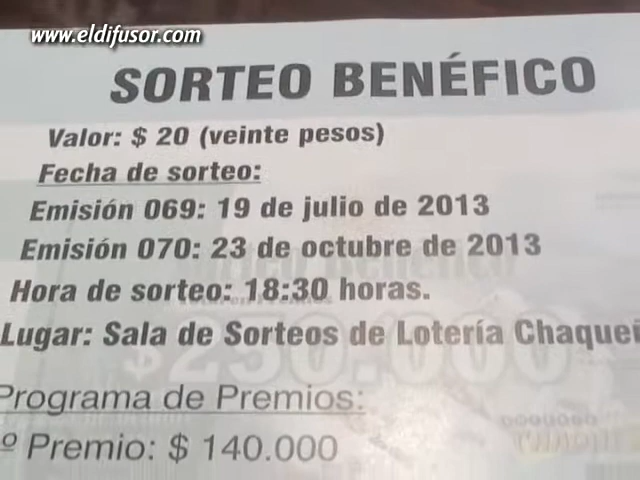 www.eldifusor.com
SORTEO BENÉFICO
Valor: $ 20 (veinte pesos)
Fecha de sorteo:
Emisión 069: 19 de julio de 2013
Emisión 070: 23 de octubre de 2013
Hora de sorteo: 18:30 horas.
Lugar: Sala de Sorteos de Lotería Chaque
Programa de Premios:
º Premio: $ 140.000